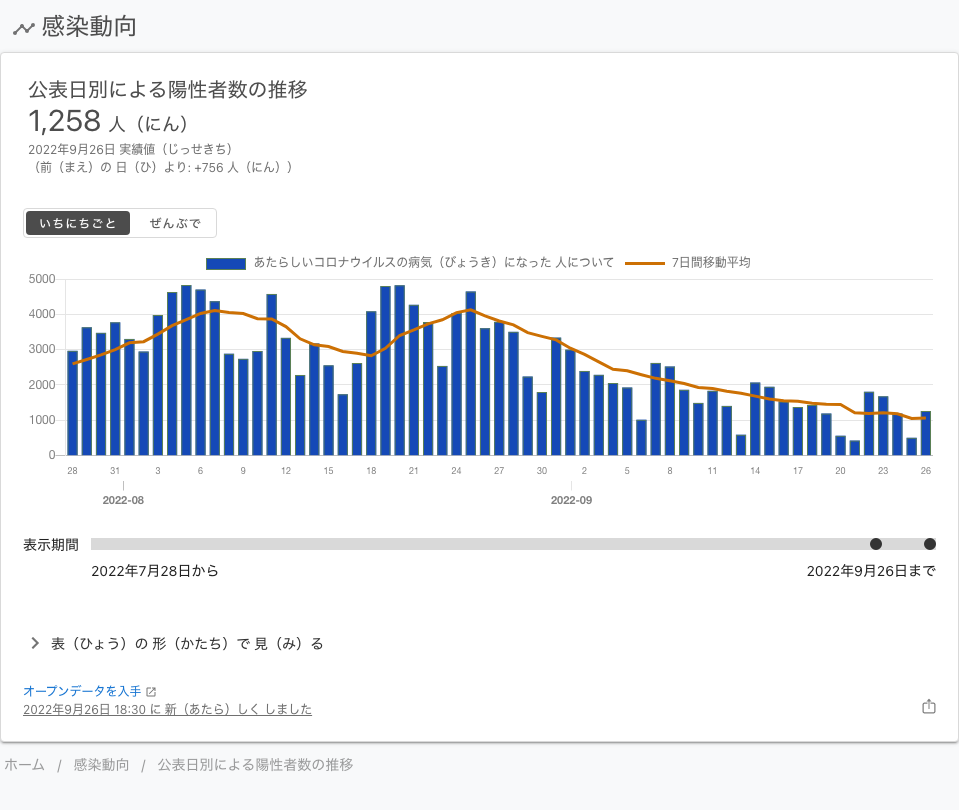 感染動向
公表日別による陽性者数の推移
1,258 人（にん）
2022年9月26日 実績値（じっせきち）
（前（まえ）の 日（ひ）より: +756 人（にん））
いちにちごと ぜんぶで
あたらしいコロナウイルスの病気（びょうき）になった 人について 7日間移動平均
5000
4000
3000
2000
1000
0
28 31 3 6 9 12 15 18 21 24 27 30 2 5 8 11 14 17 20 23 26
2022-08 2022-09
表示期間
2022年7月28日から 2022年9月26日まで
表（ひょう）の 形（かたち）で 見（み）る
オープンデータを入手
2022年9月26日 18:30 に 新（あたら）しく しました
ホーム / 感染動向 / 公表日別による陽性者数の推移